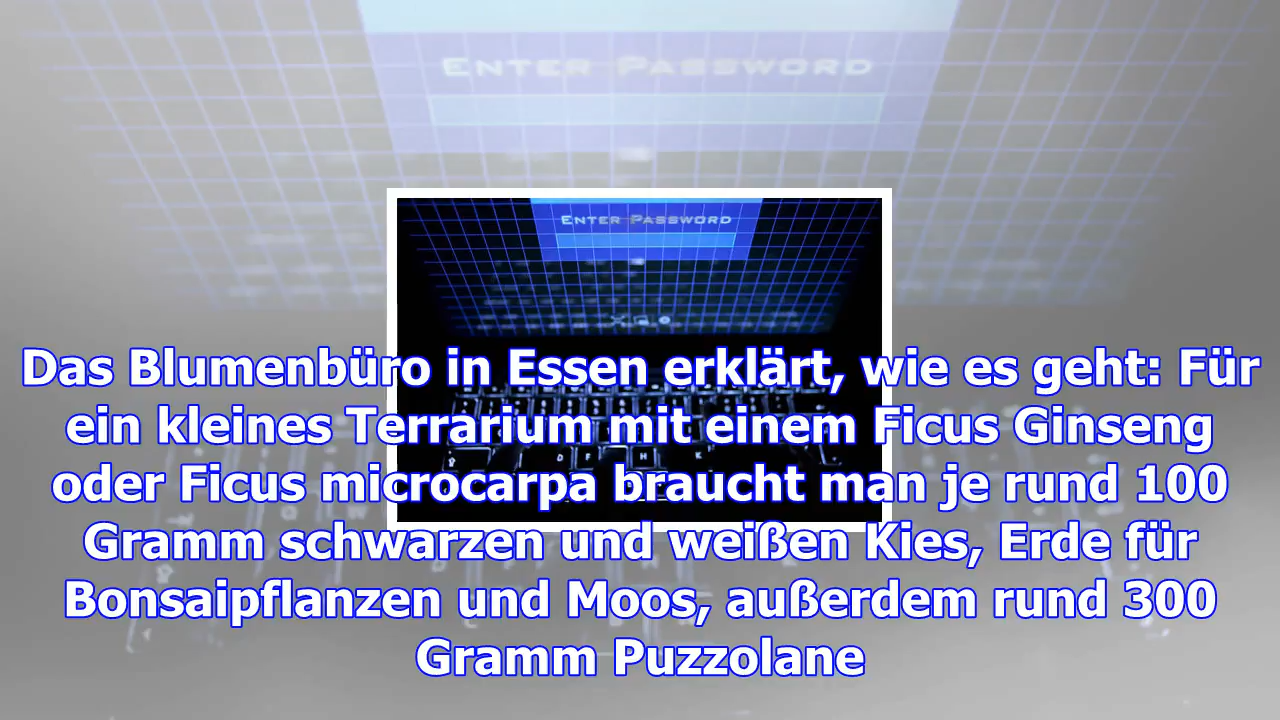 ENTER PASSWORD
ENTER PASSWORD
Das Blumenbüro in Essen erklärt, wie es geht: Für
ein kleines Terrarium mit einem Ficus Ginseng
oder Ficus microcarpa braucht man je rund 100
Gramm schwarzen und weißen Kies, Erde für
Bonsaipflanzen und Moos, außerdem rund 300
Gramm Puzzolane